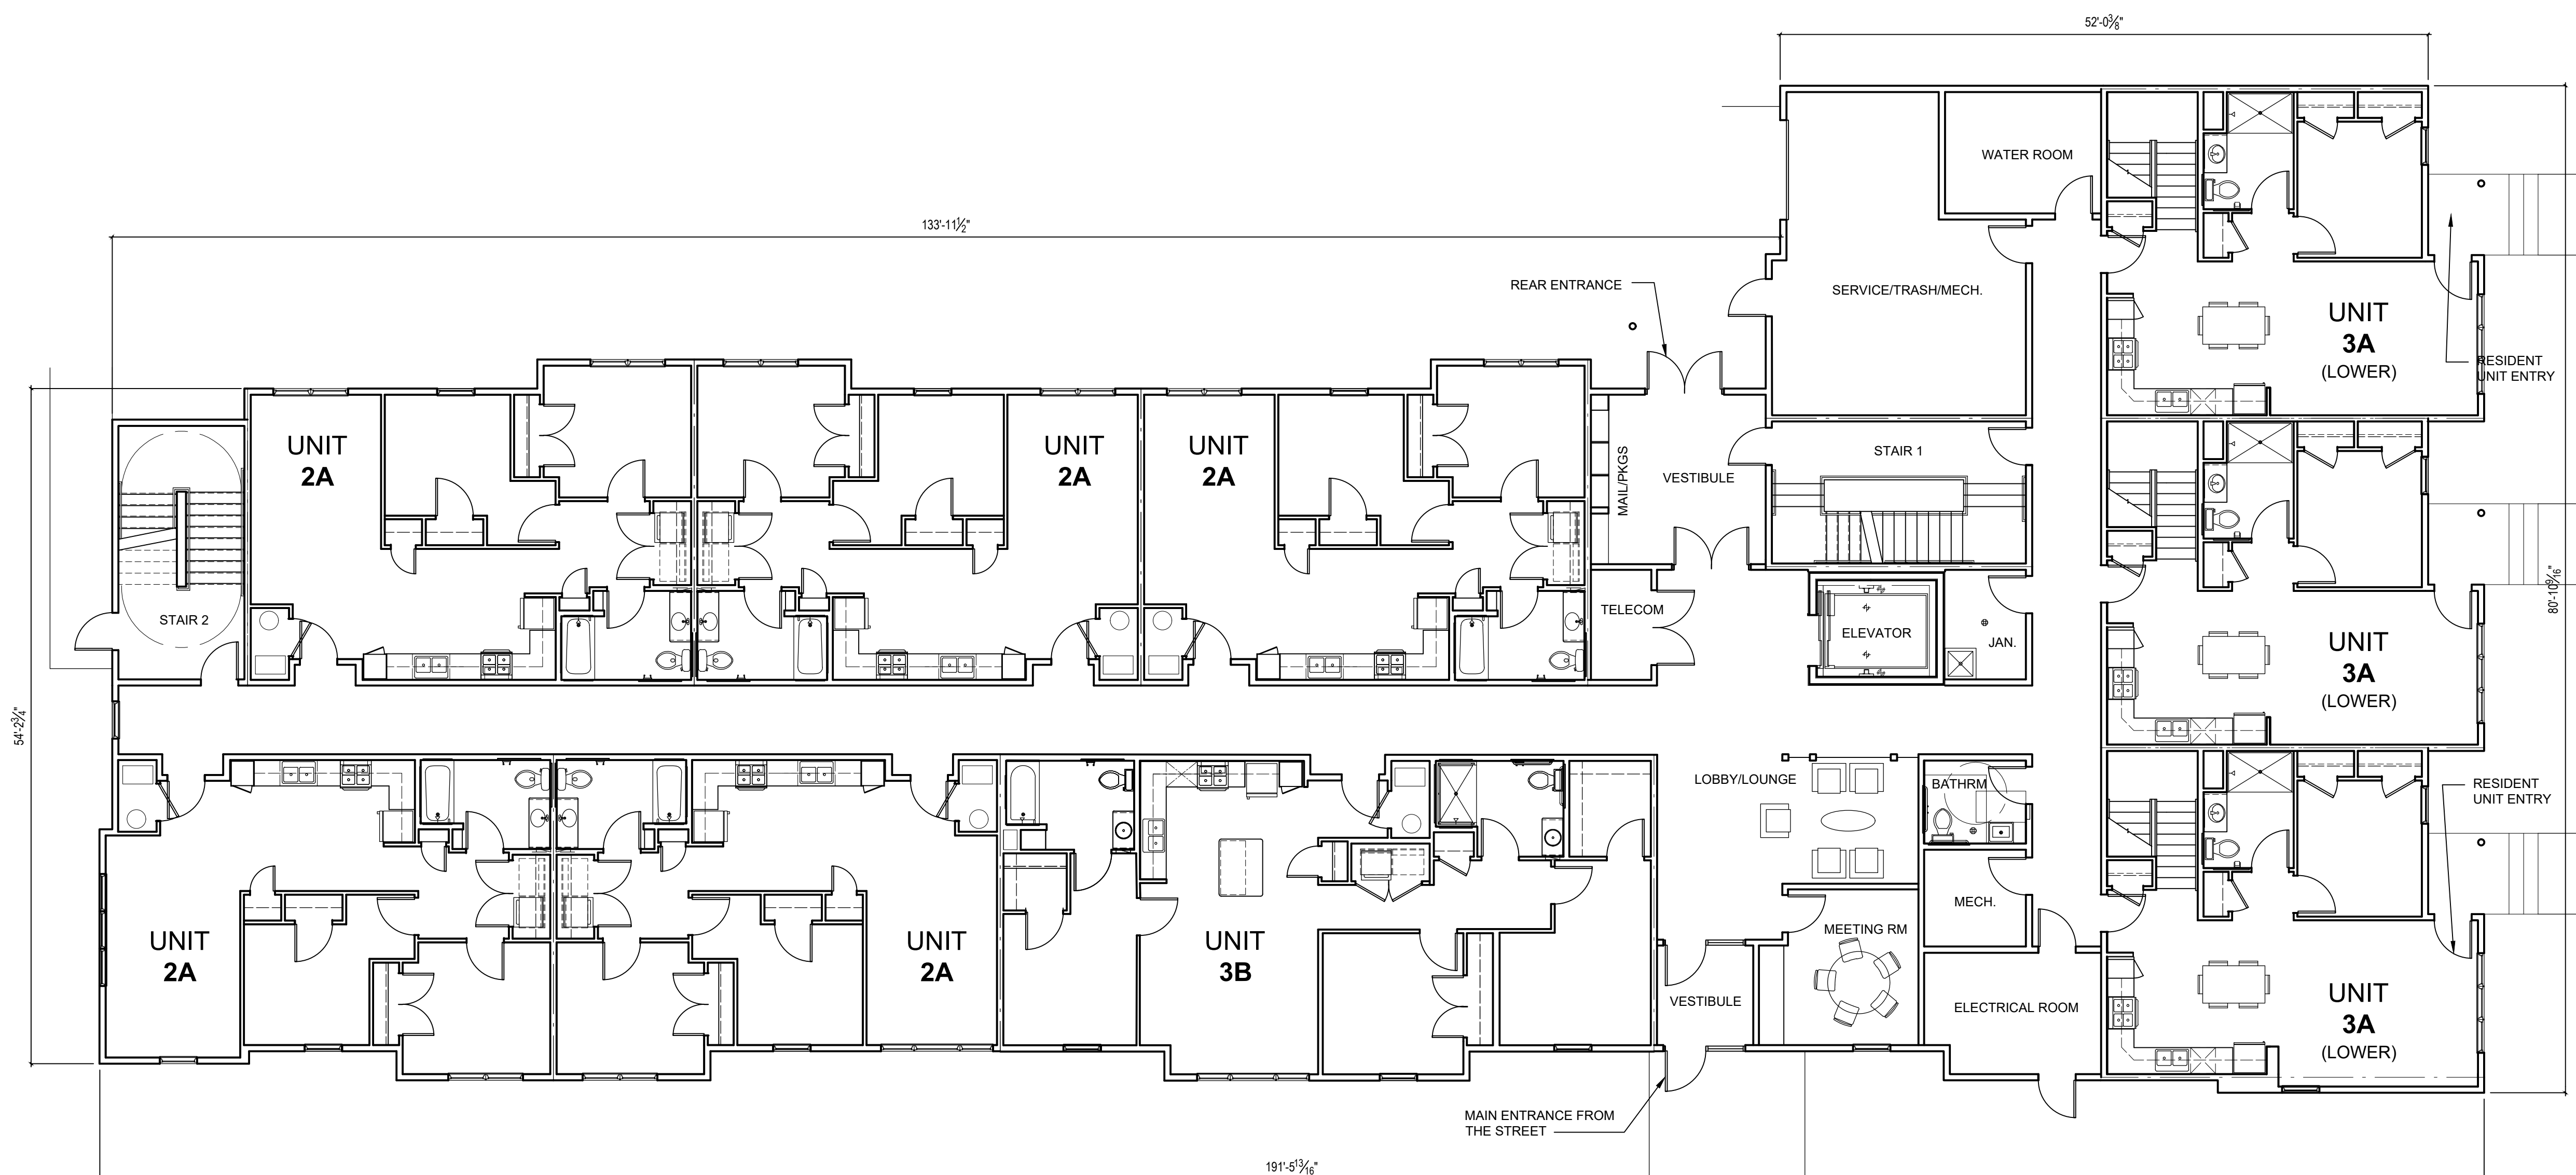 52'-0 3/8"
133'-11 1/2"
WATER ROOM
REAR ENTRANCE
SERVICE/TRASH/MECH.
UNIT
3A
(LOWER)
RESIDENT
UNIT ENTRY
UNIT
2A
UNIT
2A
UNIT
2A
MAIL/PKGS
VESTIBULE
STAIR 1
STAIR 2
TELECOM
ELEVATOR
JAN.
UNIT
3A
(LOWER)
80'-10 9/16"
54'-2 3/4"
LOBBY/LOUNGE
BATHRM
RESIDENT
UNIT ENTRY
MECH.
MEETING RM
UNIT
2A
UNIT
2A
UNIT
3B
VESTIBULE
ELECTRICAL ROOM
UNIT
3A
(LOWER)
MAIN ENTRANCE FROM
THE STREET
191'-5 13/16"